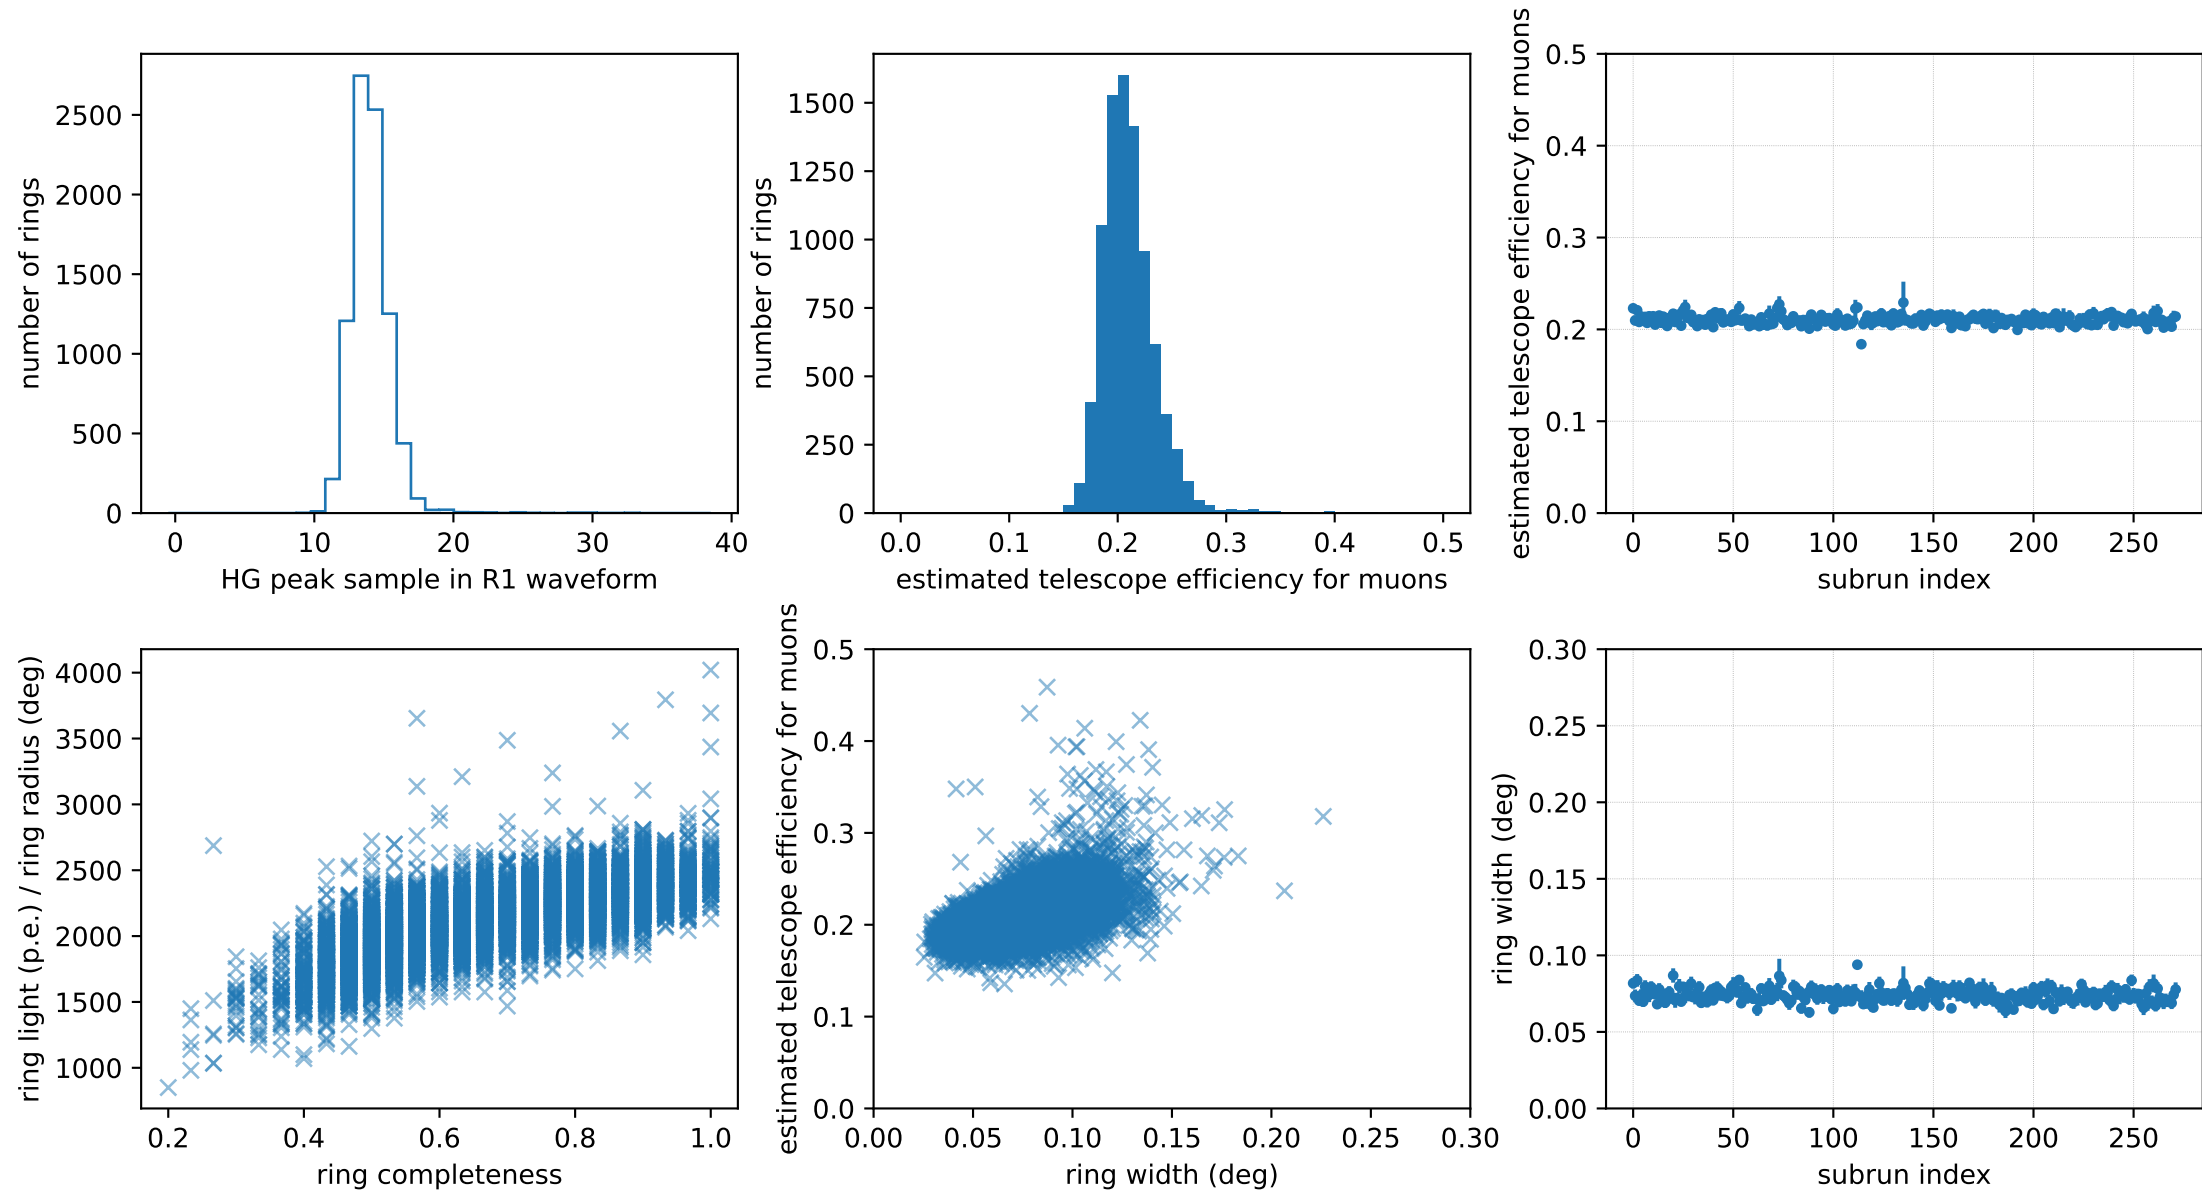 number of rings
2500
2000
1500
1000
500
0
0 10 20 30 40
HG peak sample in R1 waveform
number of rings
1500
1250
1000
750
500
250
0
0.0 0.1 0.2 0.3 0.4 0.5
estimated telescope efficiency for muons
estimated telescope efficiency for muons
0.5
0.4
0.3
0.2
0.1
0.0
0 50 100 150 200 250
subrun index
ring light (p.e.) / ring radius (deg)
4000
3500
3000
2500
2000
1500
1000
0.2 0.4 0.6 0.8 1.0
ring completeness
estimated telescope efficiency for muons
0.5
0.4
0.3
0.2
0.1
0.0
0.00 0.05 0.10 0.15 0.20 0.25 0.30
ring width (deg)
ring width (deg)
0.30
0.25
0.20
0.15
0.10
0.05
0.00
0 50 100 150 200 250
subrun index